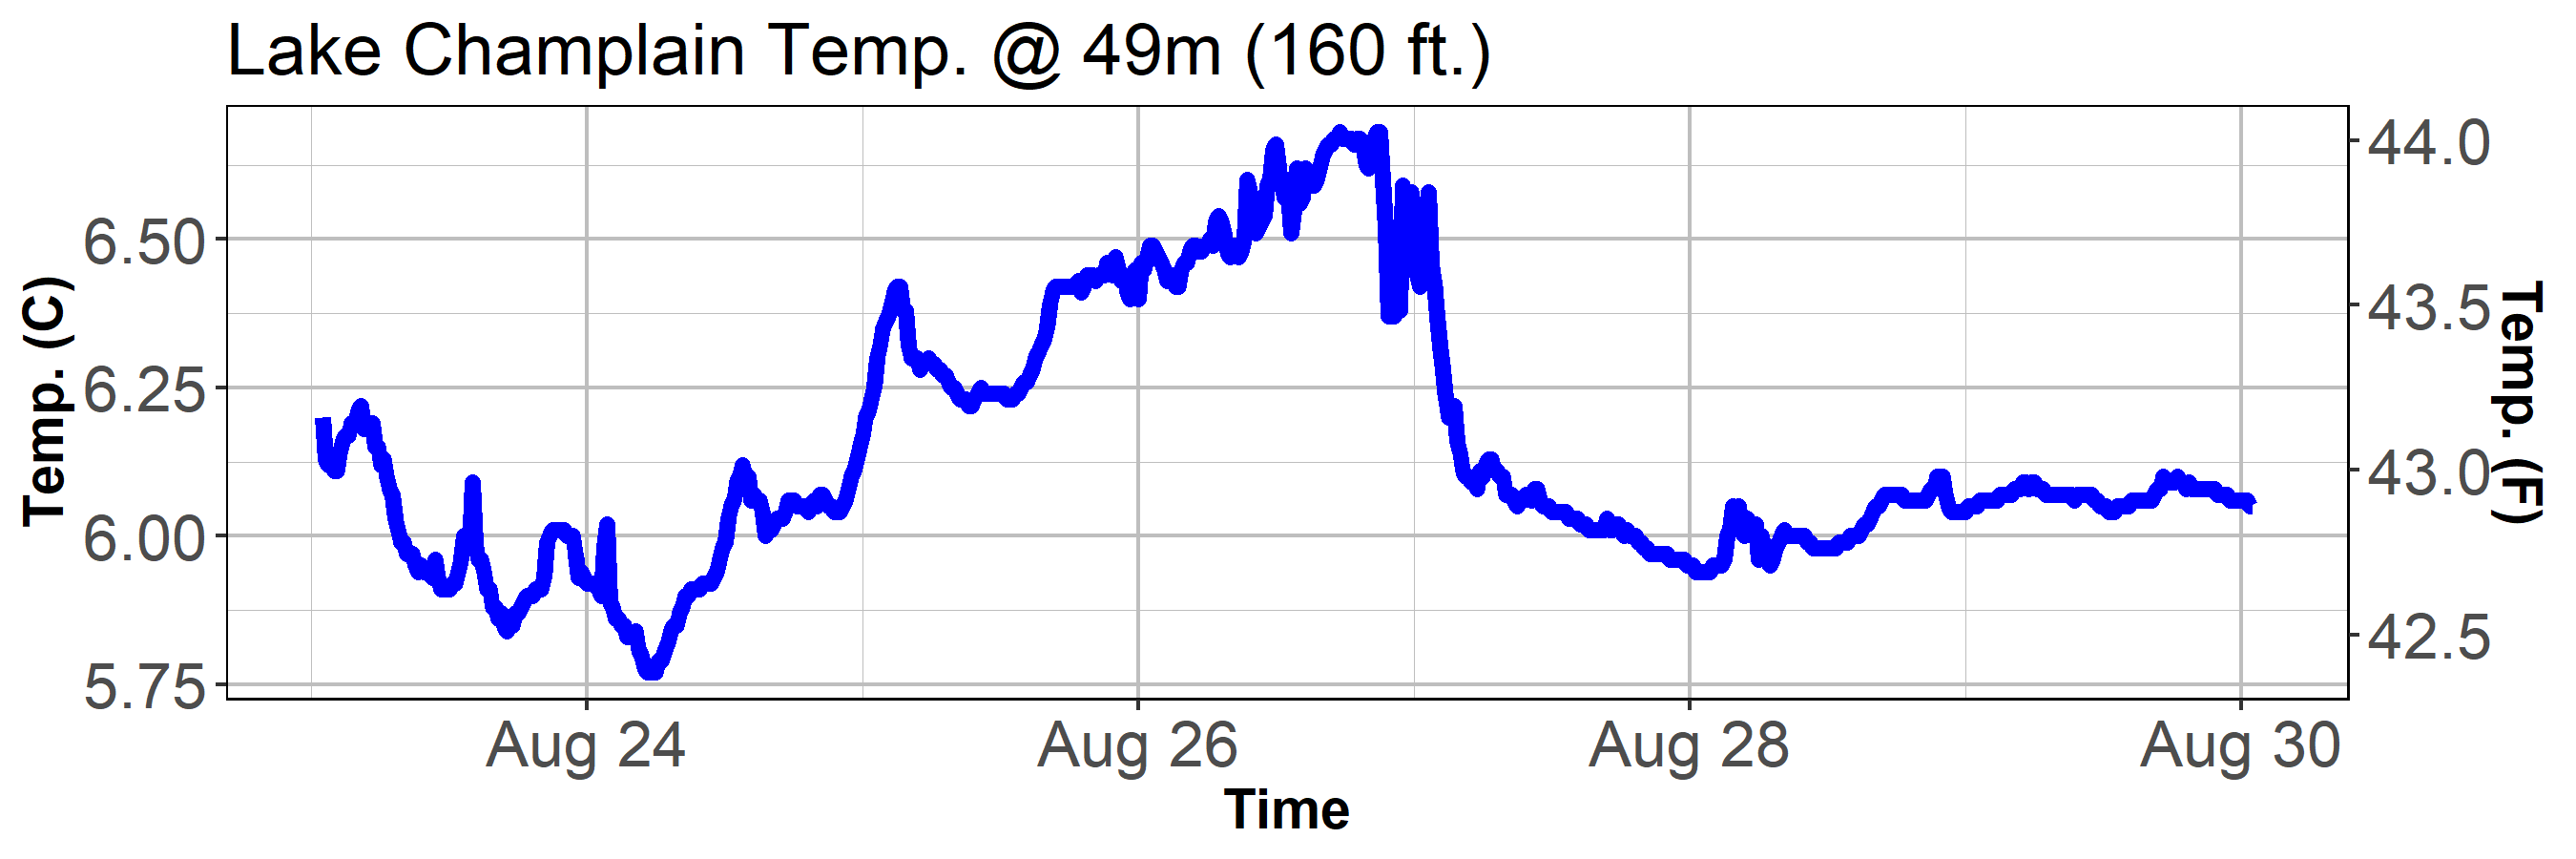 Lake Champlain Temp. @ 49m (160 ft.)
Temp. (C)
6.50
6.25
6.00
5.75
44.0
43.5
43.0
42.5
Temp. (F)
Aug 24 Aug 26 Aug 28 Aug 30
Time